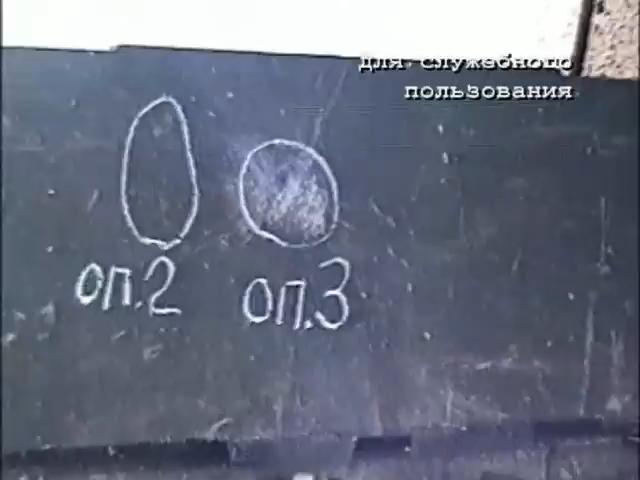 для служебного
пользования
оп.2 оп.3